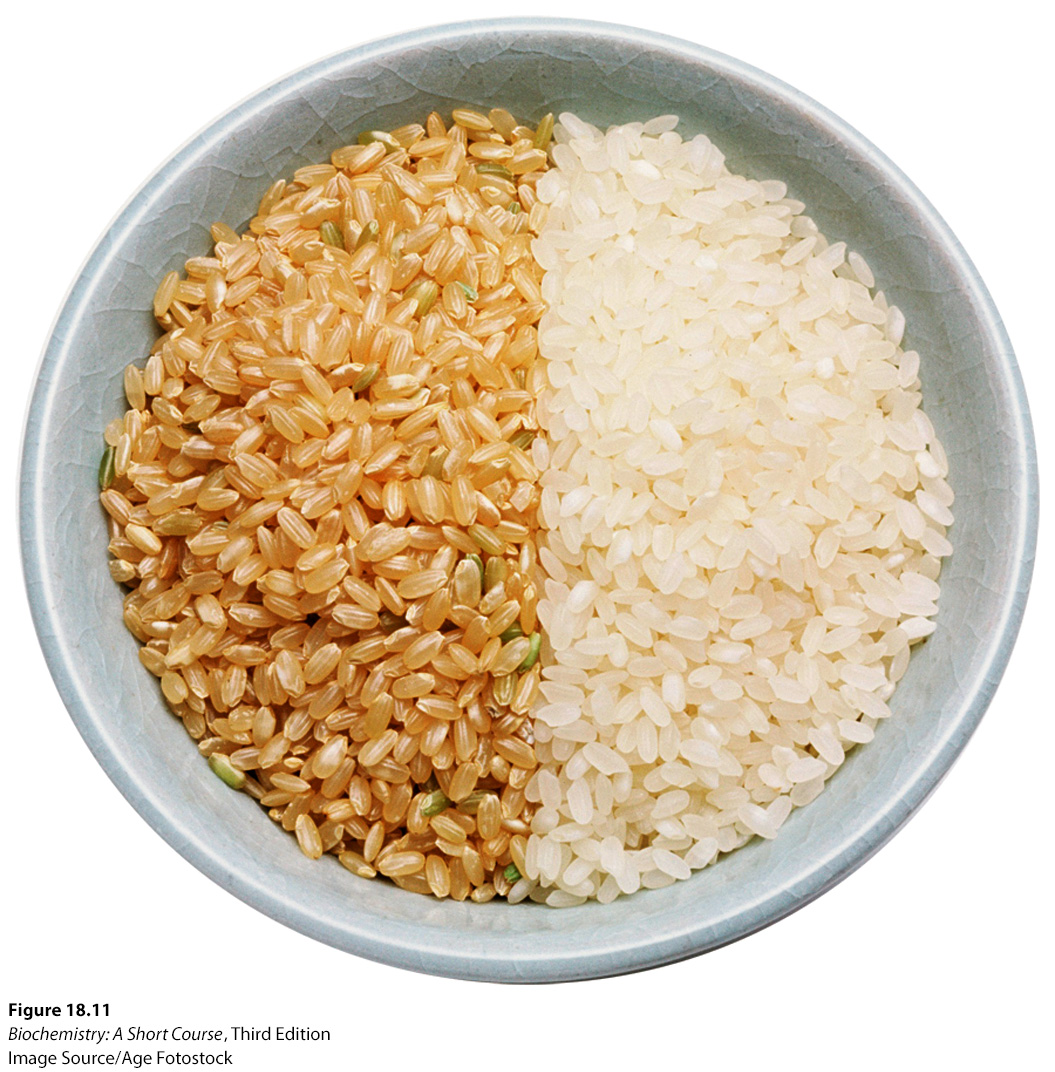 Figure 18.11
Biochemistry: A Short Course, Third Edition
Image Source/Age Fotostock